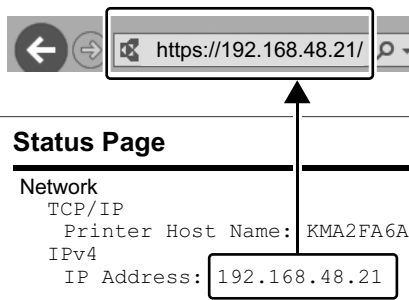 https://192.168.48.21/
Status Page
Network
TCP/IP
Printer Host Name: KMA2FA6A
IPv4
IP Address: 192.168.48.21